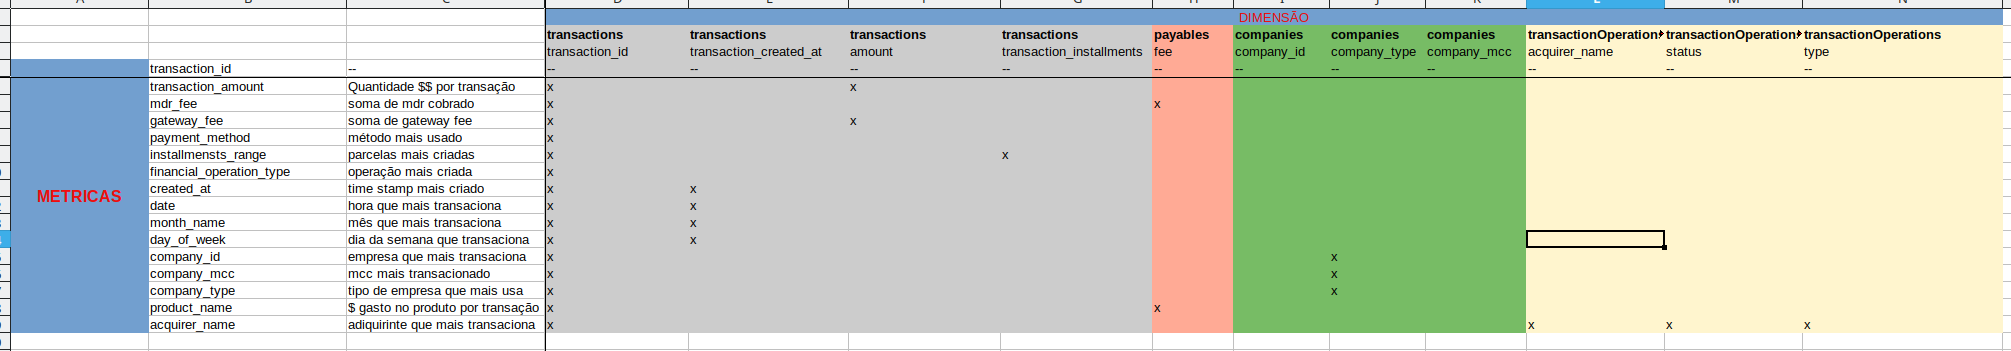 DIMENSÃO
transactions transactions transactions transactions payables companies companies companies transactionOperation transactionOperation transactionOperations
transaction_id transaction_created_at amount transaction_installments fee company_id company_type company_mcc acquirer_name status type
transaction_id -- -- -- -- -- -- -- -- -- -- -- --
transaction_amount Quantidade $$ por transação x x
mdr_fee soma de mdr cobrado x x
gateway_fee soma de gateway fee x x
payment_method método mais usado x
installmensts_range parcelas mais criadas x x
financial_operation_type operação mais criada x
created_at time stamp mais criado x x
METRICAS
date hora que mais transaciona x x
month_name mês que mais transaciona x x
day_of_week dia da semana que transaciona x x
company_id empresa que mais transaciona x x
company_mcc mcc mais transacionado x x
company_type tipo de empresa que mais usa x x
product_name $ gasto no produto por transação x x
acquirer_name adiquirinte que mais transaciona x x x x